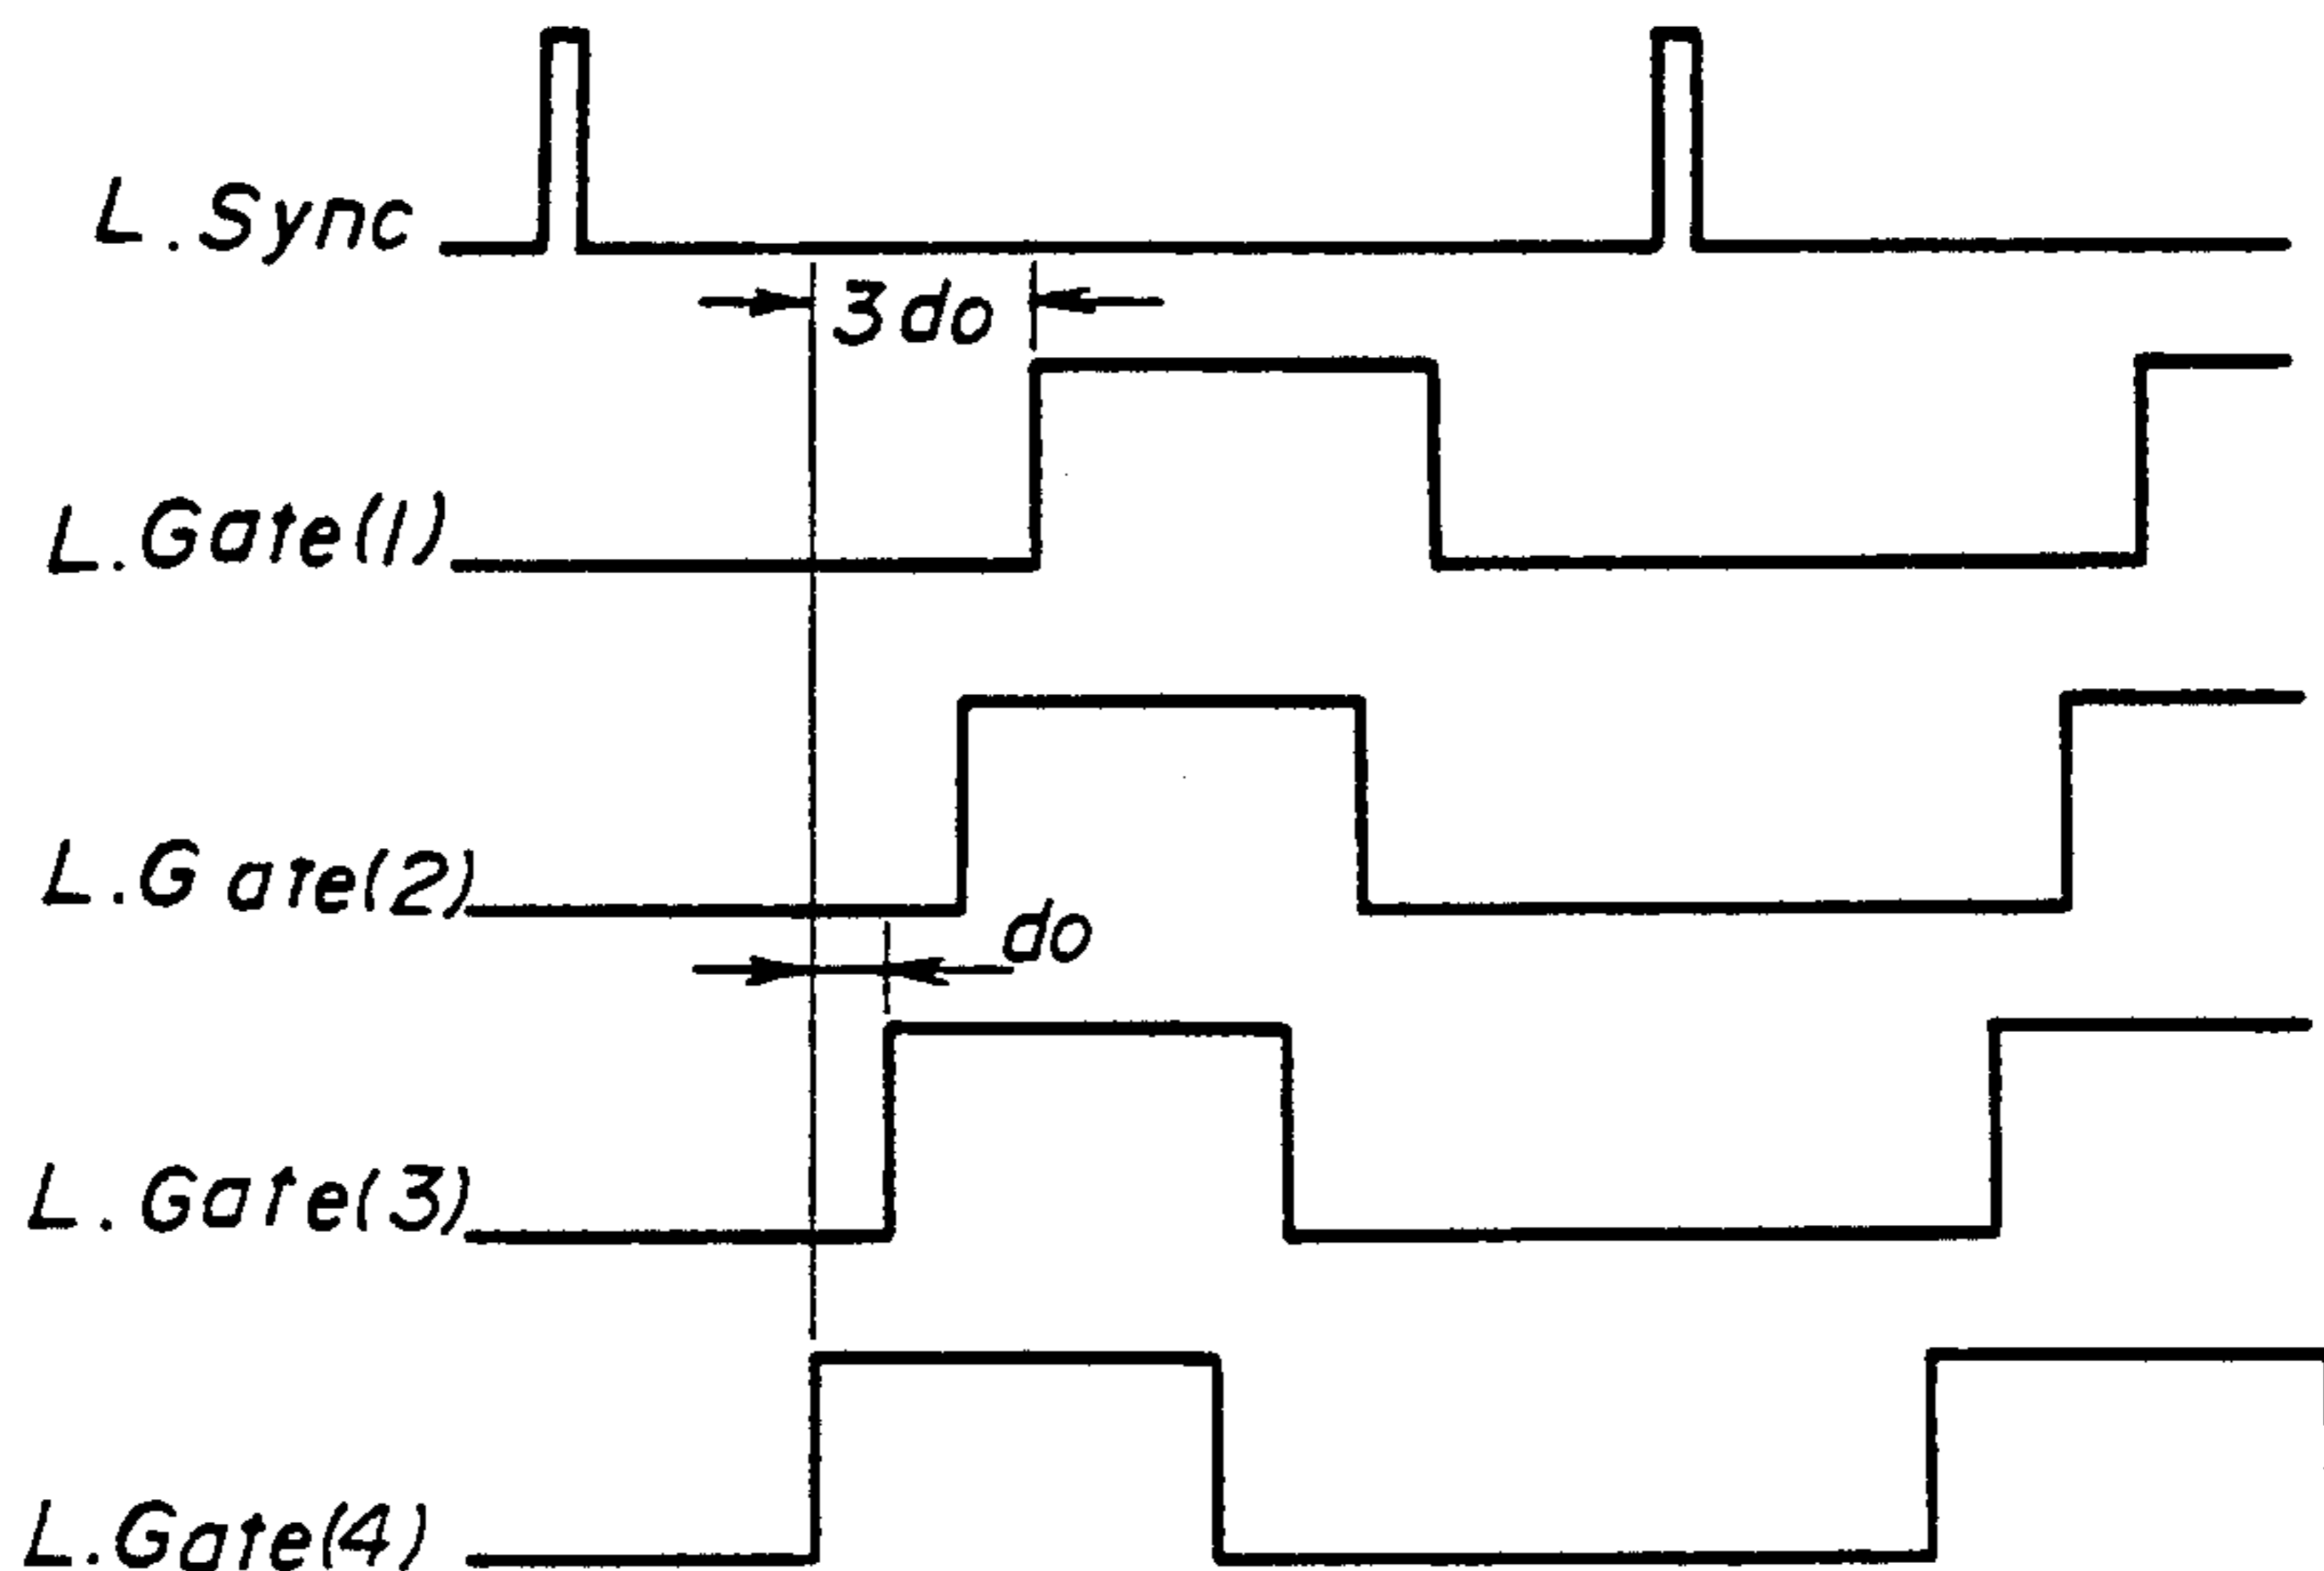 L.Sync
3do
L.Gate(1)
L.Gate(2)
do
L.Gate(3)
L.Gate(4)